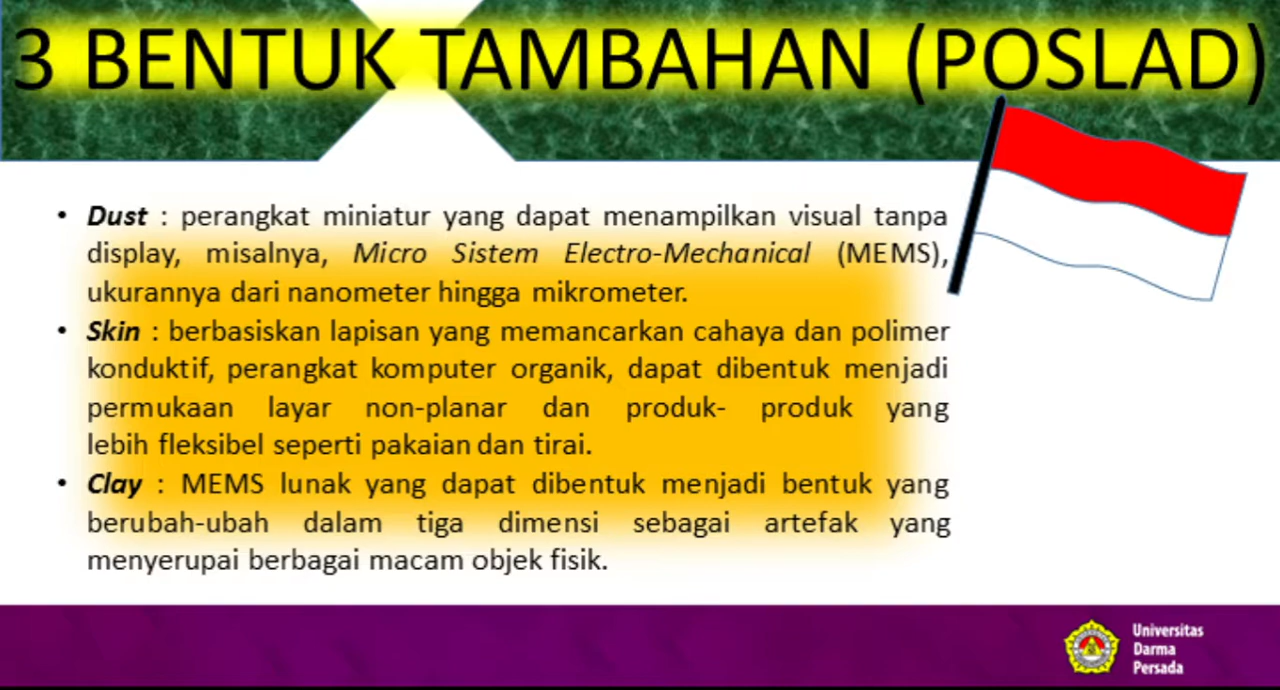 3 BENTUK TAMBAHAN (POSLAD)
• Dust : perangkat miniatur yang dapat menampilkan visual tanpa
display, misalnya, Micro Sistem Electro-Mechanical (MEMS),
ukurannya dari nanometer hingga mikrometer.
• Skin : berbasiskan lapisan yang memancarkan cahaya dan polimer
konduktif, perangkat komputer organik, dapat dibentuk menjadi
permukaan layar non-planar dan produk- produk yang
lebih fleksibel seperti pakaian dan tirai.
• Clay : MEMS lunak yang dapat dibentuk menjadi bentuk yang
berubah-ubah dalam tiga dimensi sebagai artefak yang
menyerupai berbagai macam objek fisik.
Universitas
Darma
Persada